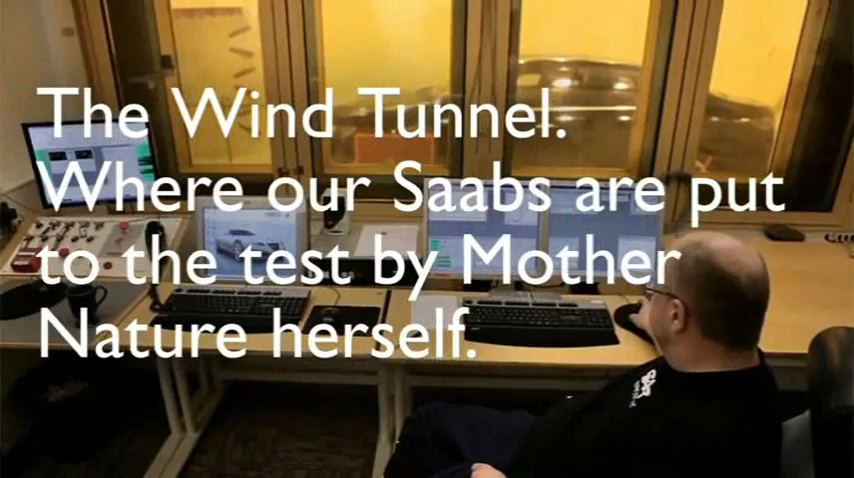 The Wind Tunnel.
Where our Saabs are put
to the test by Mother
Nature herself.